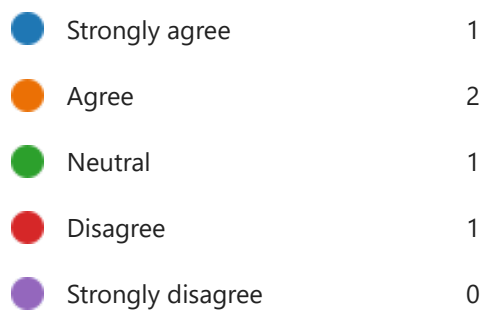 Strongly agree 1
Agree 2
Neutral 1
Disagree 1
Strongly disagree 0